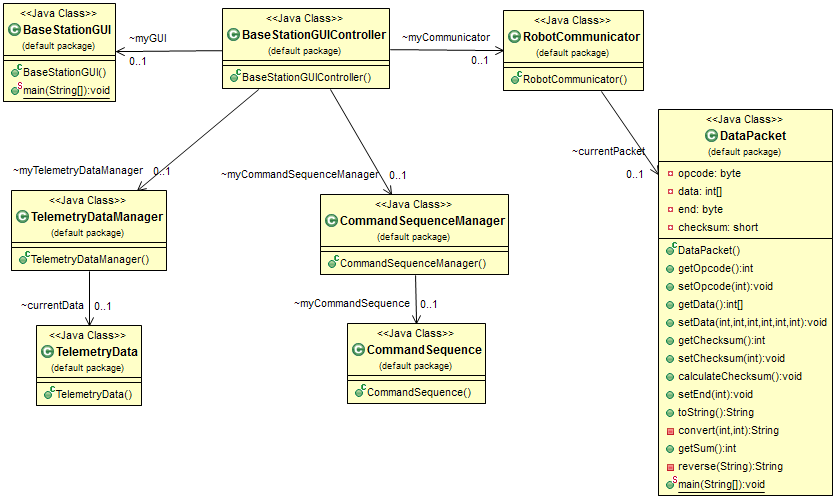 <<Java Class>>
BaseStationGUI
(default package)
BaseStationGUI()
main(String[]):void
~myGUI
0..1
<<Java Class>>
BaseStationGUIController
(default package)
BaseStationGUIController()
~myCommunicator
0..1
<<Java Class>>
RobotCommunicator
(default package)
RobotCommunicator()
~myTelemetryDataManager
0..1
~myCommandSequenceManager
0..1
~currentPacket
0..1
<<Java Class>>
TelemetryDataManager
(default package)
TelemetryDataManager()
<<Java Class>>
CommandSequenceManager
(default package)
CommandSequenceManager()
~currentData
0..1
~myCommandSequence
0..1
<<Java Class>>
TelemetryData
(default package)
TelemetryData()
<<Java Class>>
CommandSequence
(default package)
CommandSequence()
<<Java Class>>
DataPacket
(default package)
opcode: byte
data: int[]
end: byte
checksum: short
DataPacket()
getOpcode():int
setOpcode(int):void
getData():int[]
setData(int,int,int,int,int,int):void
getChecksum():int
setChecksum(int):void
calculateChecksum():void
setEnd(int):void
toString():String
convert(int,int):String
getSum():int
reverse(String):String
main(String[]):void